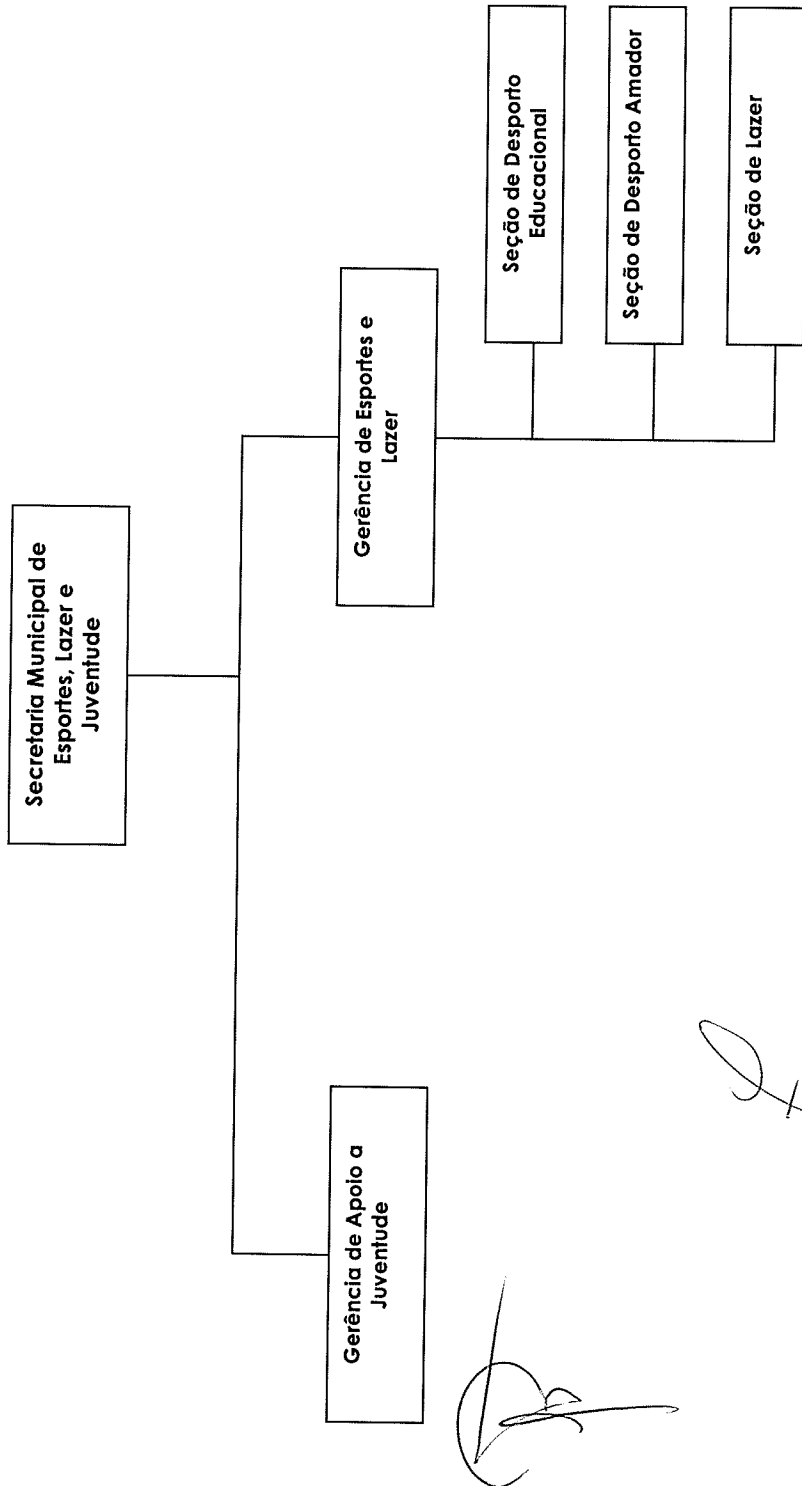 Secretaria Municipal de
Esportes, Lazer e
Juventude
Gerência de Apoio a
Juventude
Gerência de Esportes e
Lazer
Seção de Desporto
Educacional
Seção de Desporto Amador
Seção de Lazer